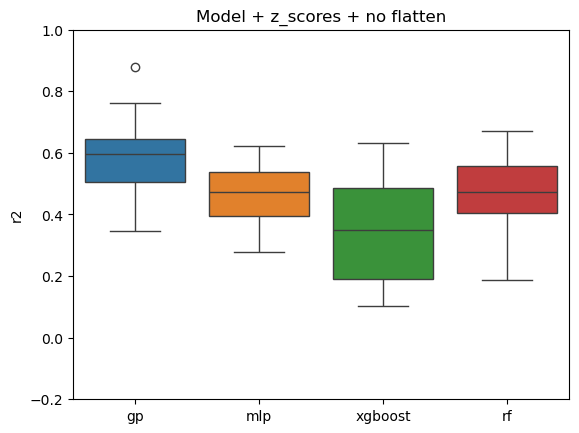 Model + z_scores + no flatten
1.0
0.8
0.6
0.4
0.2
0.0
−0.2
r2
gp
mlp
xgboost
rf